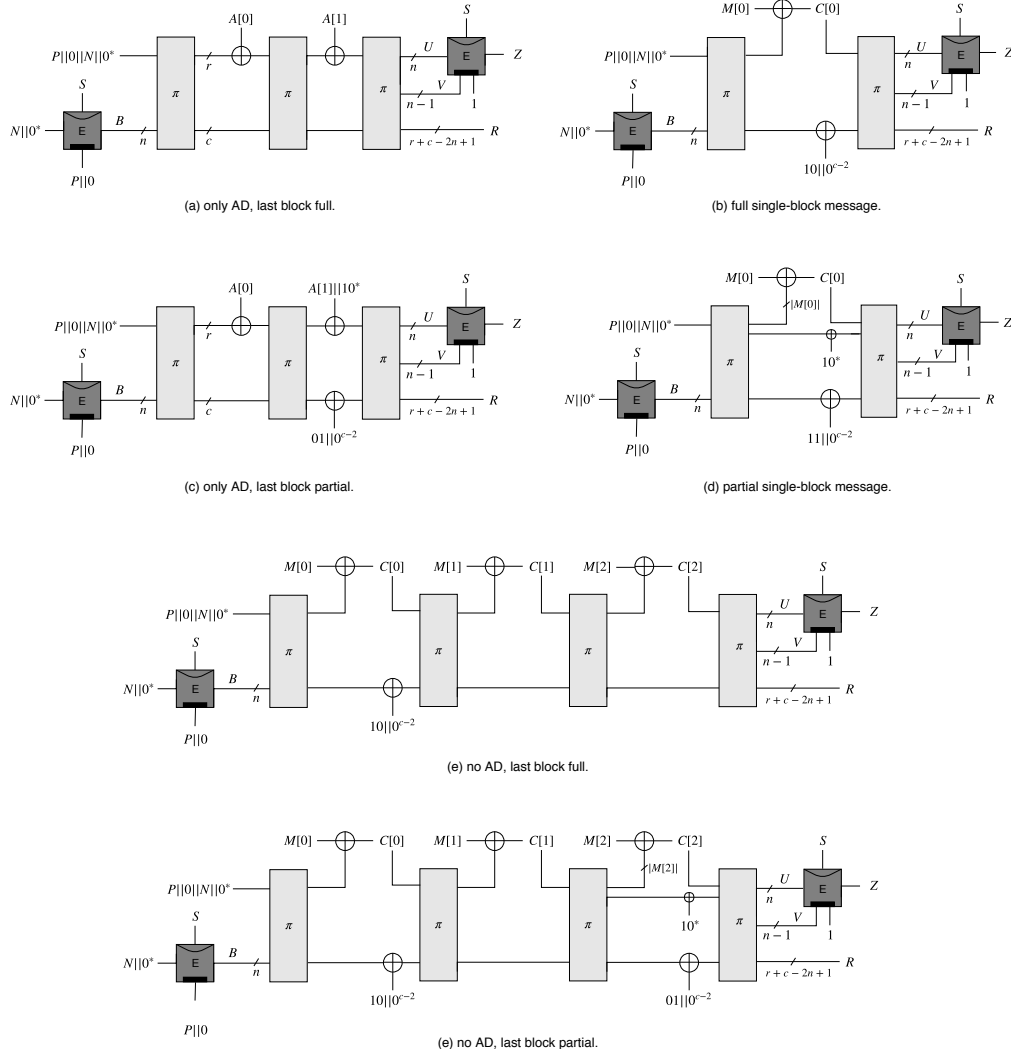 A[0] A[1] S
P||0||N||0* r π π π U n E Z
S V n − 1 1
N||0* E B n c R
r + c − 2n + 1
P||0
(a) only AD, last block full.
M[0] C[0] S
P||0||N||0* π π U n E Z
S V n − 1 1
N||0* E B n R
r + c − 2n + 1
P||0 10||0^{c−2}
(b) full single-block message.
A[0] A[1]||10* S
P||0||N||0* r π π π U n E Z
S V n − 1 1
N||0* E B n c R
r + c − 2n + 1
P||0 01||0^{c−2}
(c) only AD, last block partial.
M[0] C[0] S
|M[0]|
P||0||N||0* π π U n E Z
10*
S V n − 1 1
N||0* E B n R
r + c − 2n + 1
P||0 11||0^{c−2}
(d) partial single-block message.
M[0] C[0] M[1] C[1] M[2] C[2] S
P||0||N||0* π π π π U n E Z
S V n − 1 1
N||0* E B n R
r + c − 2n + 1
P||0 10||0^{c−2}
(e) no AD, last block full.
M[0] C[0] M[1] C[1] M[2] C[2] S
|M[2]|
P||0||N||0* π π π π U n E Z
10*
S V n − 1 1
N||0* E B n R
r + c − 2n + 1
10||0^{c−2} 01||0^{c−2}
P||0
(e) no AD, last block partial.